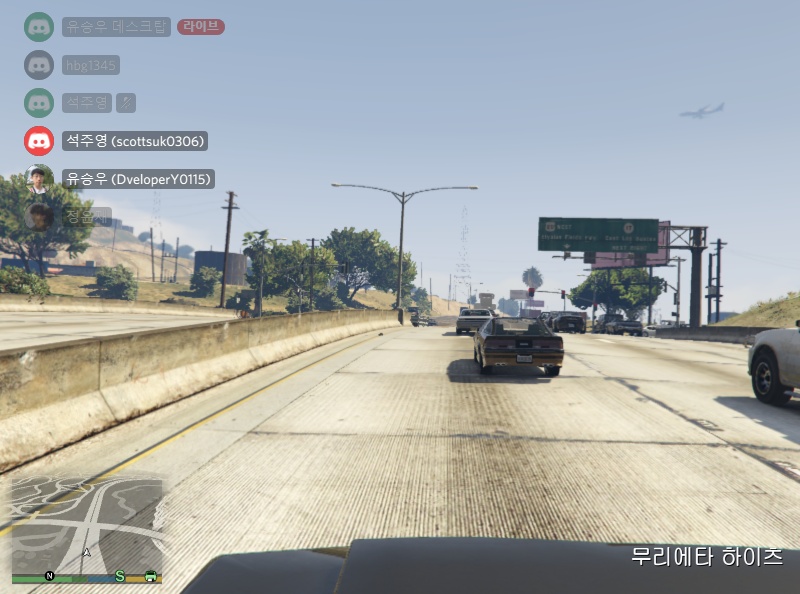 유승우 데스크탑 라이브
hbg1345
석주영
석주영 (scottsuk0306)
유승우 (DveloperY0115)
N
S
무리에타 하이츠